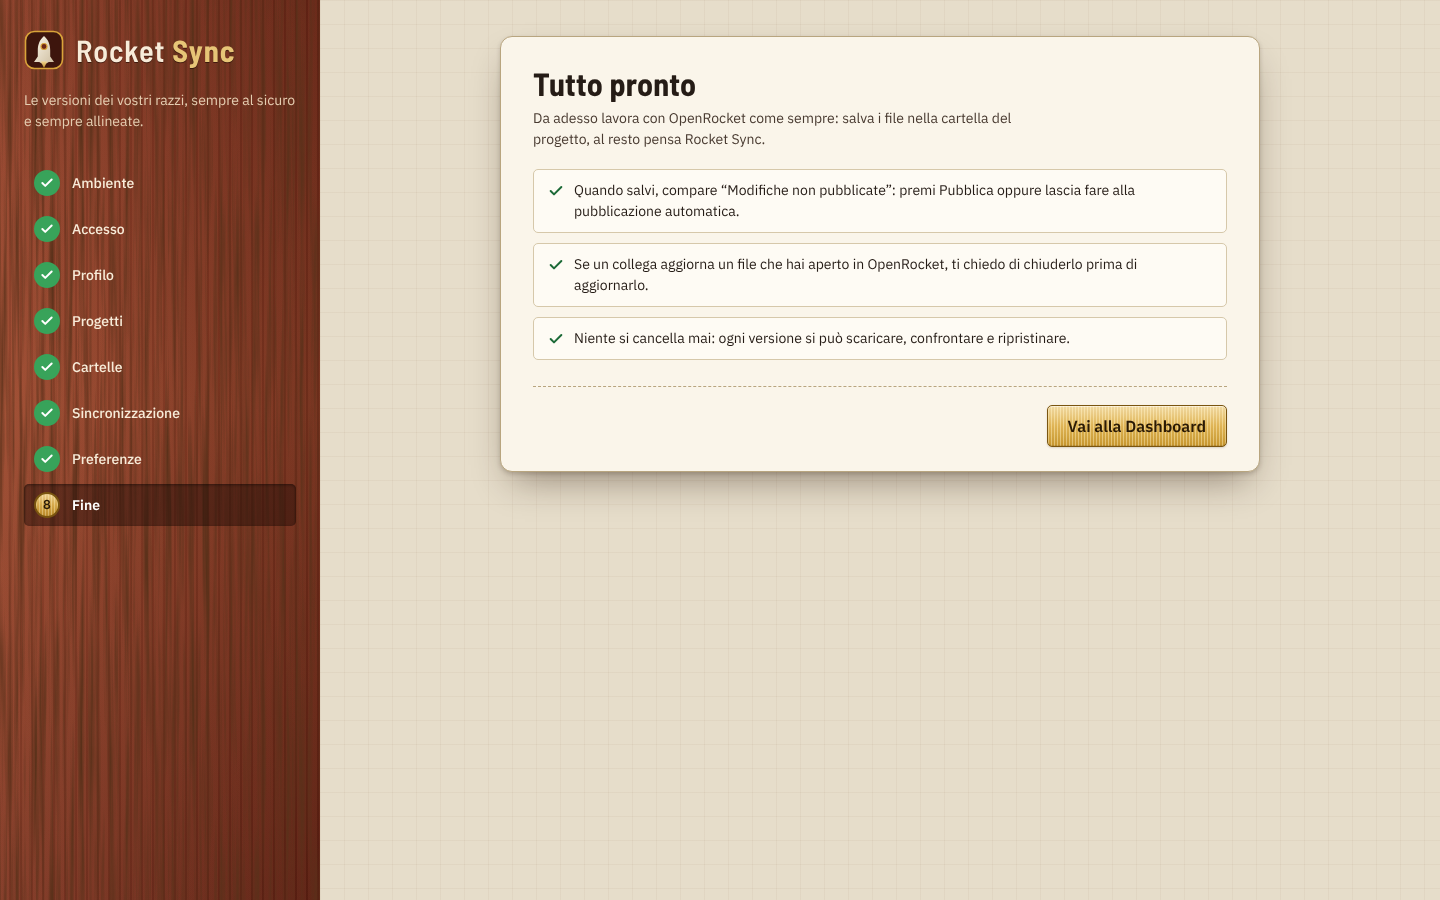 Rocket Sync
Le versioni dei vostri razzi, sempre al sicuro
e sempre allineate.
Ambiente
Accesso
Profilo
Progetti
Cartelle
Sincronizzazione
Preferenze
8 Fine
Tutto pronto
Da adesso lavora con OpenRocket come sempre: salva i file nella cartella del
progetto, al resto pensa Rocket Sync.
Quando salvi, compare “Modifiche non pubblicate”: premi Pubblica oppure lascia fare alla
pubblicazione automatica.
Se un collega aggiorna un file che hai aperto in OpenRocket, ti chiedo di chiuderlo prima di
aggiornarlo.
Niente si cancella mai: ogni versione si può scaricare, confrontare e ripristinare.
Vai alla Dashboard